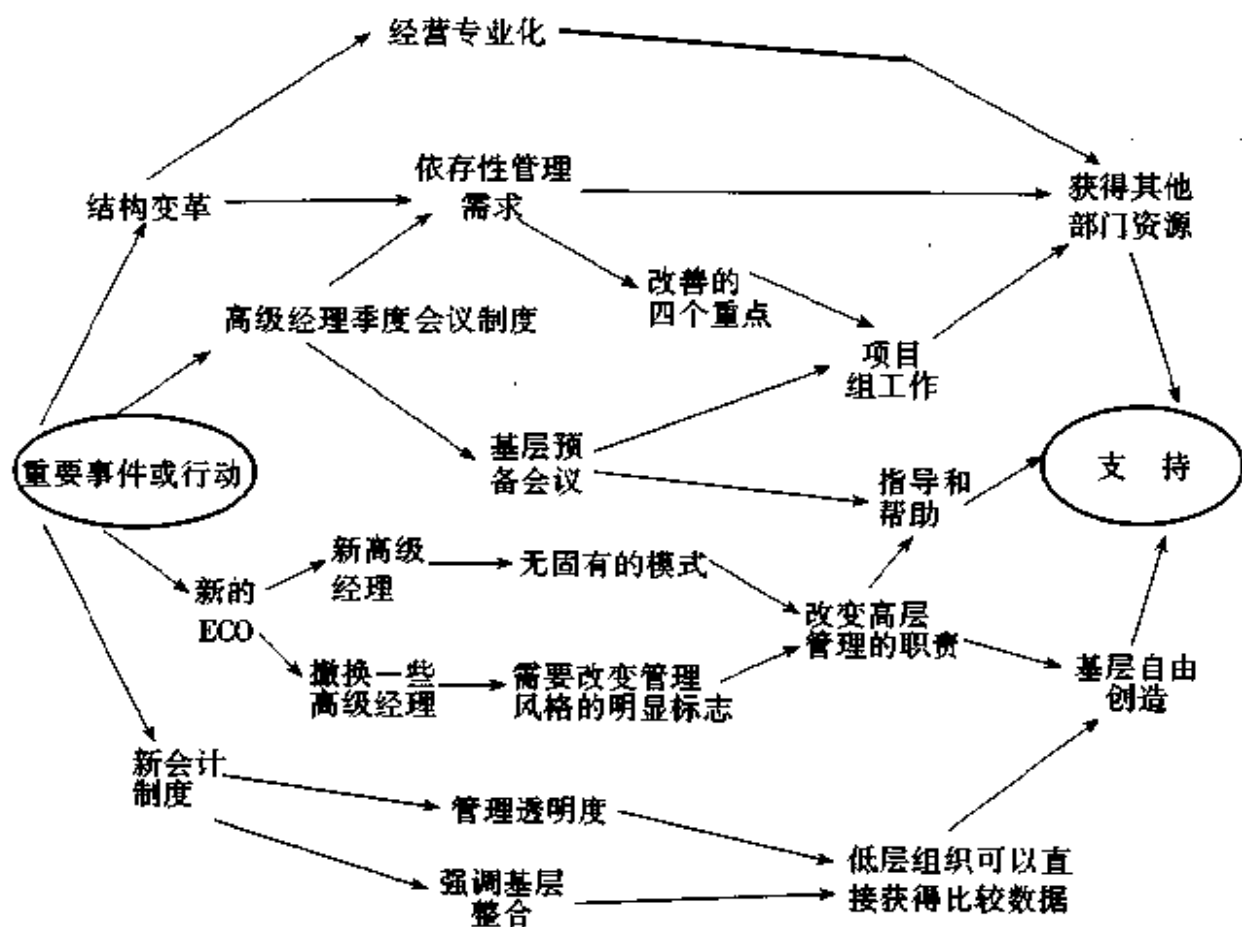 经营专业化
依存性管理
需求
结构变革
获得其他
部门资源
改善的
四个重点
高级经理季度会议制度
项目
组工作
重要事件或行动
基层预
备会议
支 持
指导和
帮助
新高级
经理
无固有的模式
新的
ECO
改变高层
管理的职责
撤换一些
高级经理
需要改变管理
风格的明显标志
基层自由
创造
新会计
制度
管理透明度
低层组织可以直
接获得比较数据
强调基层
整合